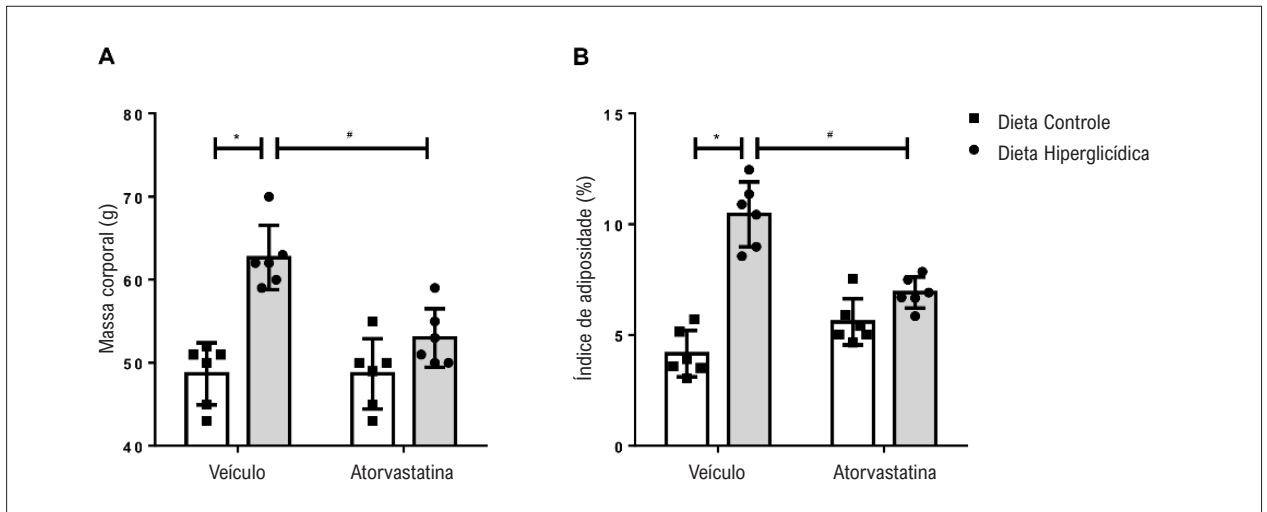 A
Massa corporal (g)
80
70
60
50
40
*
#
Veículo
Atorvastatina
B
Índice de adiposidade (%)
15
10
5
0
*
#
Veículo
Atorvastatina
Dieta Controle
Dieta Hiperglicídica